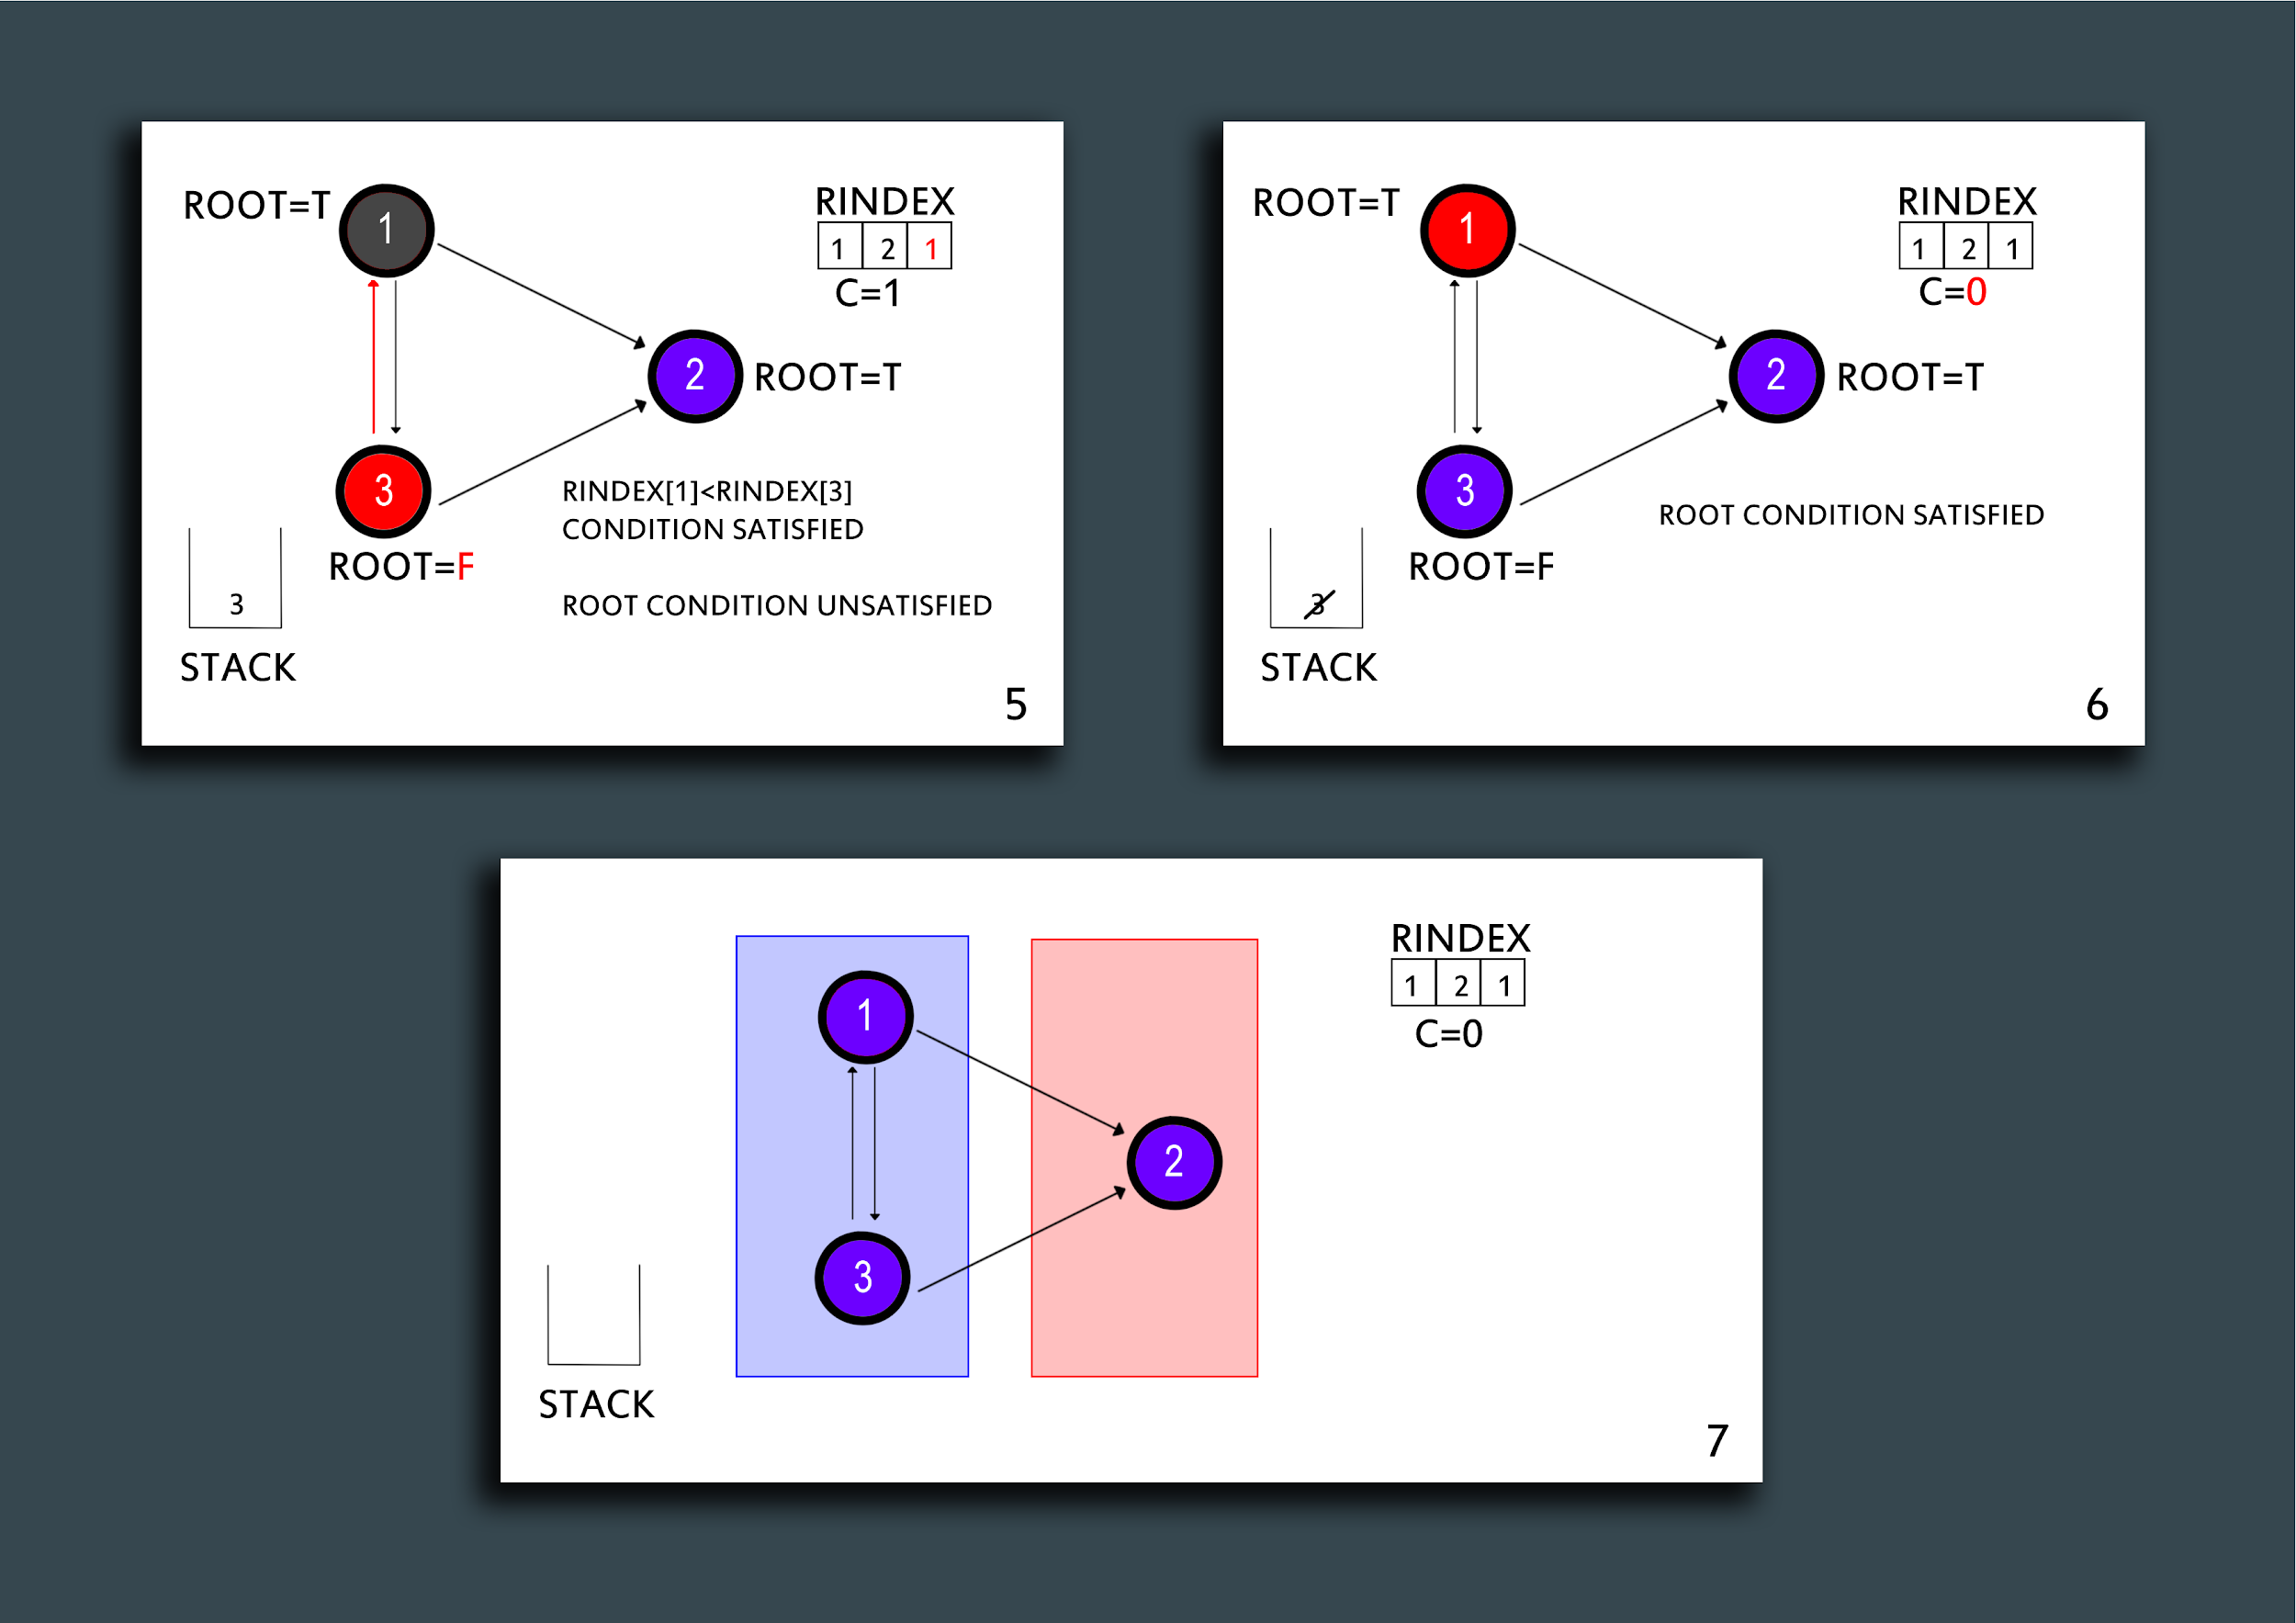 ROOT=T
1
RINDEX
1 2 1
C=1
2
ROOT=T
3
RINDEX[1]<RINDEX[3]
CONDITION SATISFIED
ROOT=F
3
ROOT CONDITION UNSATISFIED
STACK
5
ROOT=T
1
RINDEX
1 2 1
C=0
2
ROOT=T
3
ROOT CONDITION SATISFIED
ROOT=F
3
STACK
6
RINDEX
1 2 1
C=0
1
2
3
STACK
7